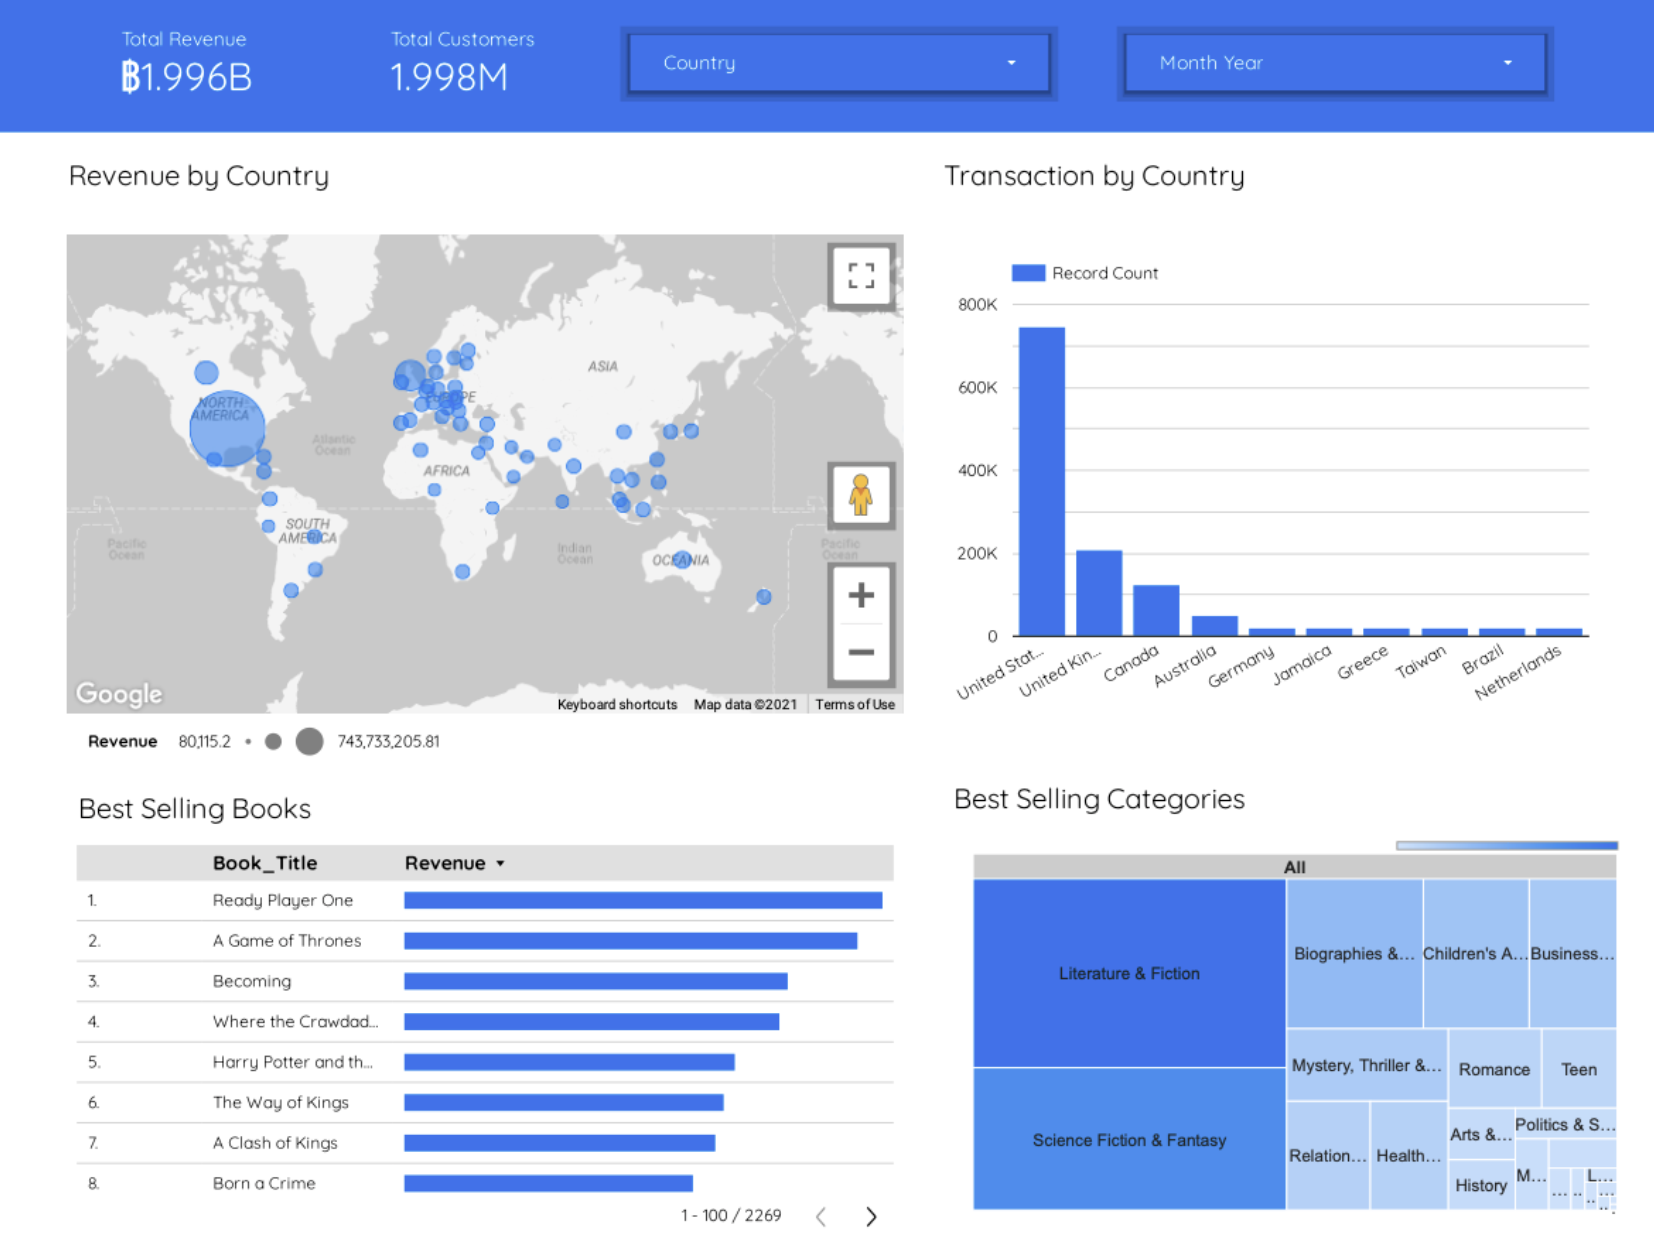 Total Revenue
฿1.996B
Total Customers
1.998M
Country
Month Year
Revenue by Country
NORTH AMERICA
Atlantic Ocean
EUROPE
ASIA
AFRICA
SOUTH AMERICA
Pacific Ocean
Indian Ocean
OCEANIA
Pacific Ocean
Google
Keyboard shortcuts
Map data ©2021
Terms of Use
Revenue 80,115.2 743,733,205.81
Transaction by Country
Record Count
800K
600K
400K
200K
0
United Stat...
United Kin...
Canada
Australia
Germany
Jamaica
Greece
Taiwan
Brazil
Netherlands
Best Selling Books
Book_Title Revenue
1. Ready Player One
2. A Game of Thrones
3. Becoming
4. Where the Crawdad...
5. Harry Potter and th...
6. The Way of Kings
7. A Clash of Kings
8. Born a Crime
1 - 100 / 2269
Best Selling Categories
All
Literature & Fiction
Science Fiction & Fantasy
Biographies &...
Children's A...
Business...
Mystery, Thriller &...
Romance
Teen
Relation...
Health...
Arts &...
Politics & S...
History
M...
L...
...
..
...
..
..